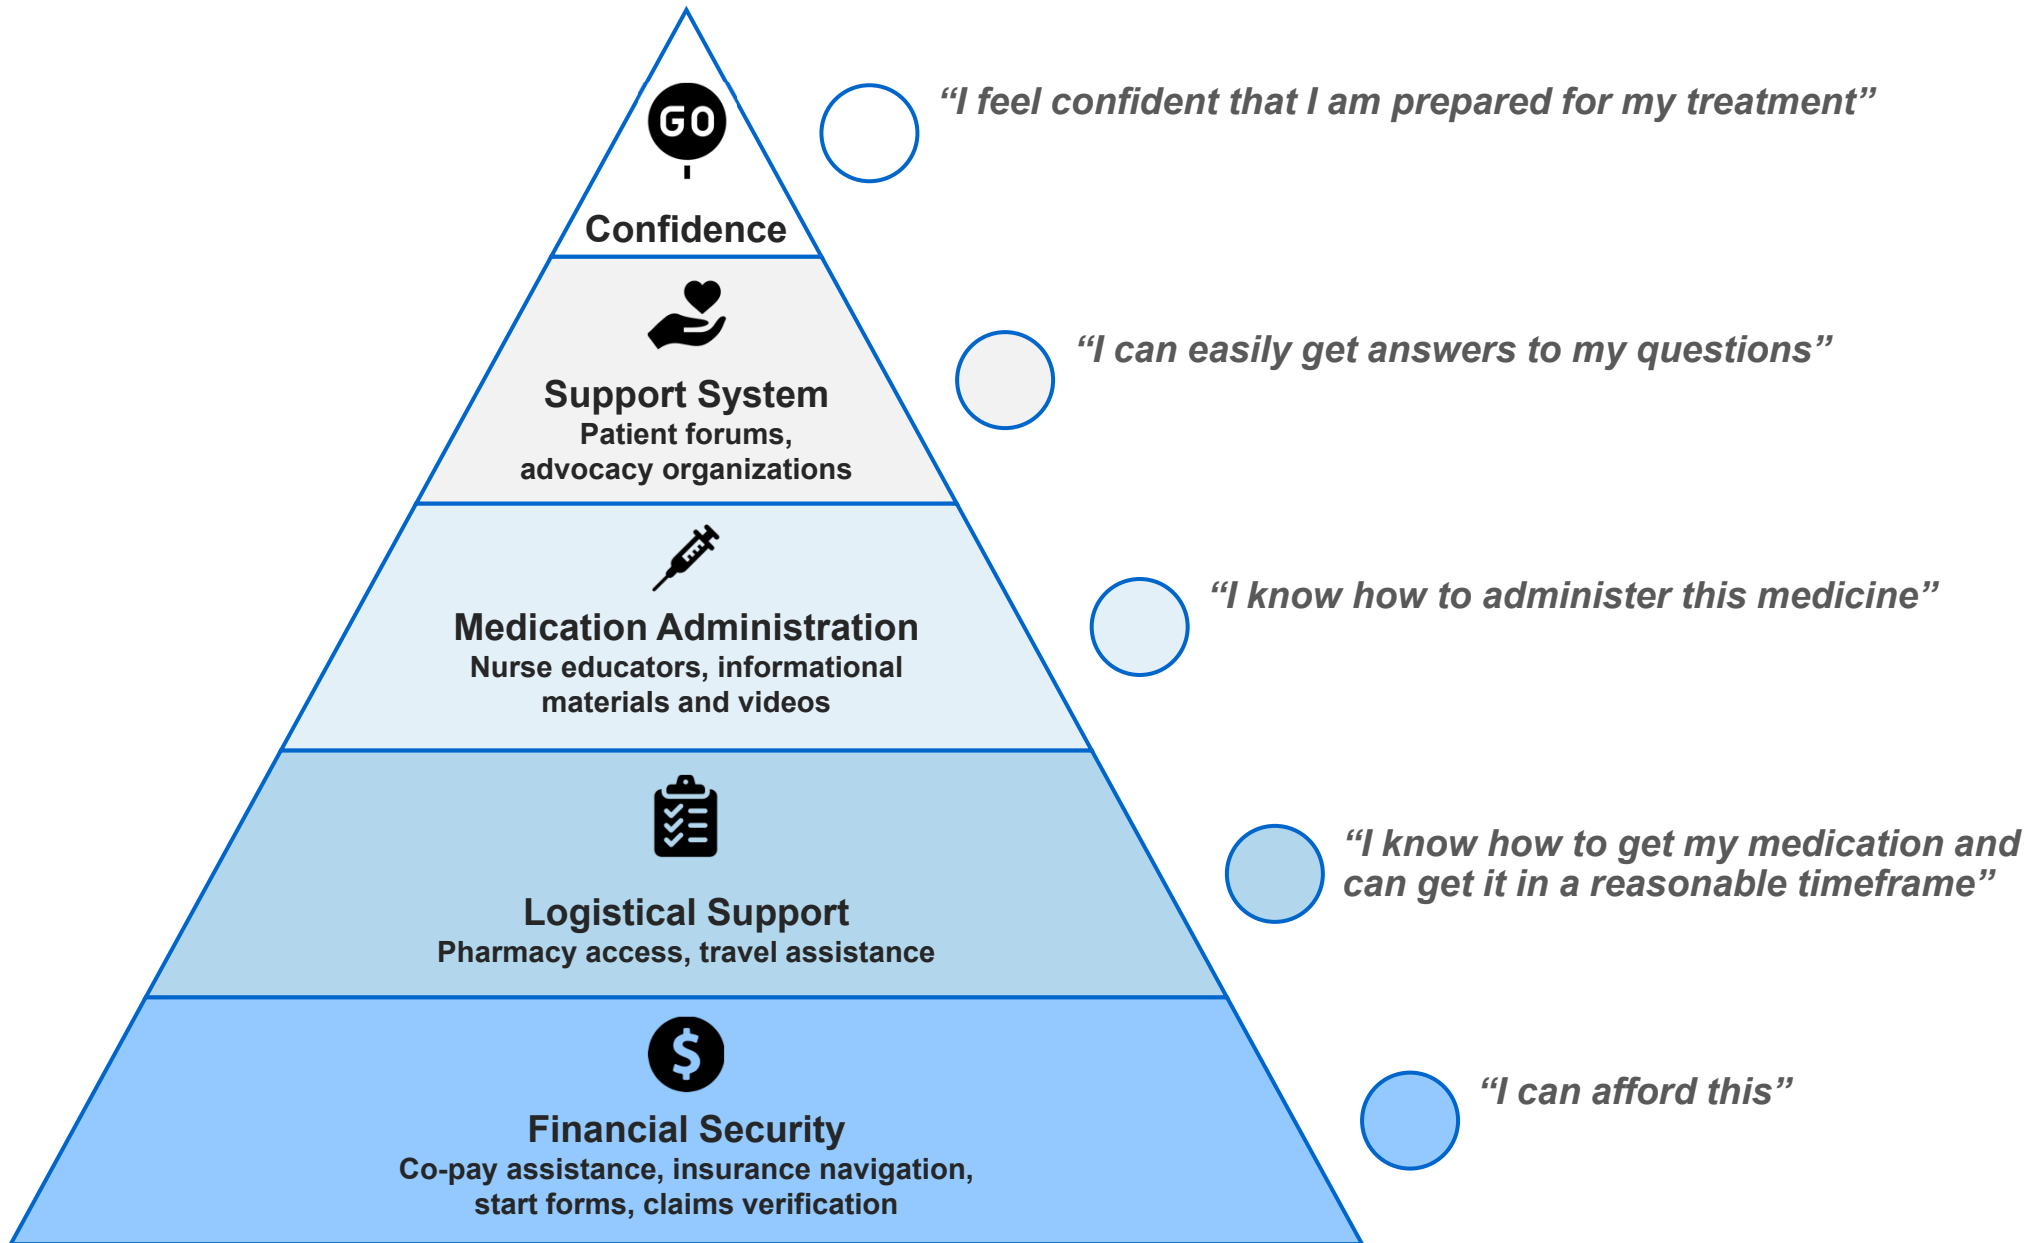 GO
“I feel confident that I am prepared for my treatment”
Confidence
“I can easily get answers to my questions”
Support System
Patient forums,
advocacy organizations
“I know how to administer this medicine”
Medication Administration
Nurse educators, informational
materials and videos
“I know how to get my medication and
can get it in a reasonable timeframe”
Logistical Support
Pharmacy access, travel assistance
$
“I can afford this”
Financial Security
Co-pay assistance, insurance navigation,
start forms, claims verification